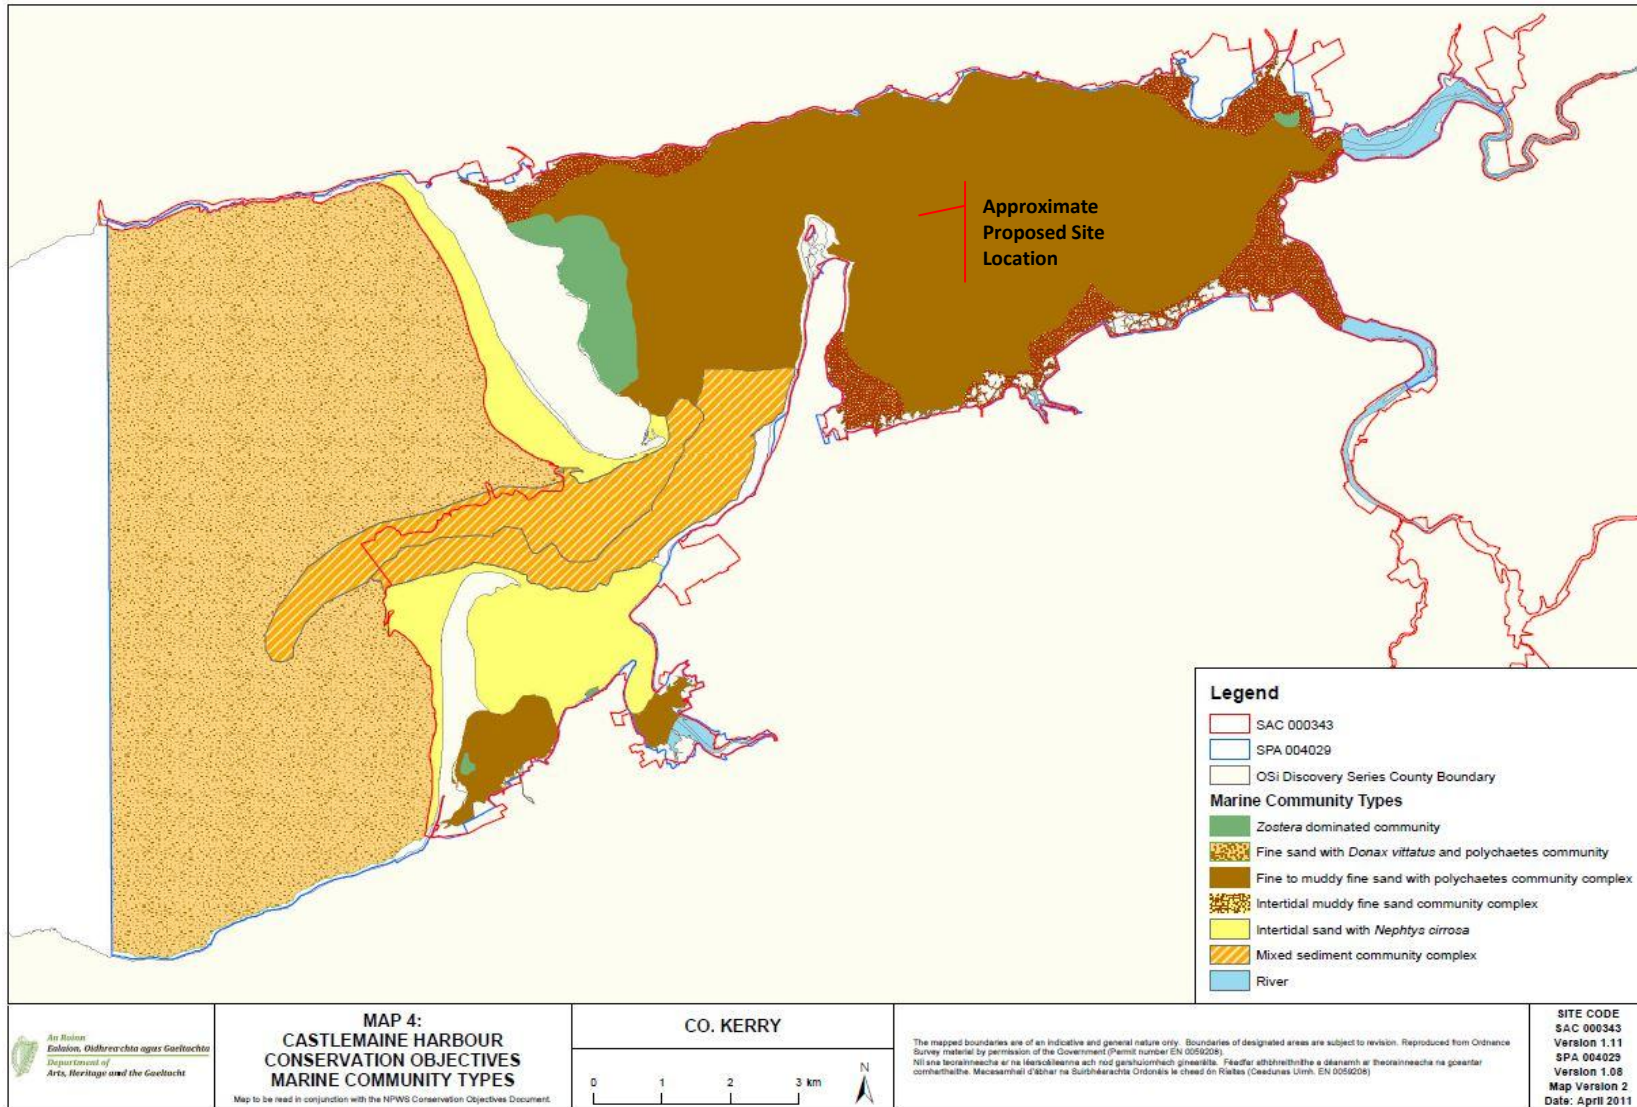 Approximate
Proposed Site
Location
Legend
SAC 000343
SPA 004029
OSi Discovery Series County Boundary
Marine Community Types
Zostera dominated community
Fine sand with Donax vittatus and polychaetes community
Fine to muddy fine sand with polychaetes community complex
Intertidal muddy fine sand community complex
Intertidal sand with Nephtys cirrosa
Mixed sediment community complex
River
An Roinn
Ealaíon, Oidhreachta agus Gaeltachta
Department of
Arts, Heritage and the Gaeltacht
MAP 4:
CASTLEMAINE HARBOUR
CONSERVATION OBJECTIVES
MARINE COMMUNITY TYPES
Map to be read in conjunction with the NPWS Conservation Objectives Document.
CO. KERRY
0 1 2 3 km
N
The mapped boundaries are of an indicative and general nature only. Boundaries of designated areas are subject to revision. Reproduced from Ordnance
Survey material by permission of the Government (Permit number EN 0059208).
Níl sna teorainneacha ar na
SITE CODE
SAC 000343
Version 1.11
SPA 004029
Version 1.08
Map Version 2
Date: April 2011